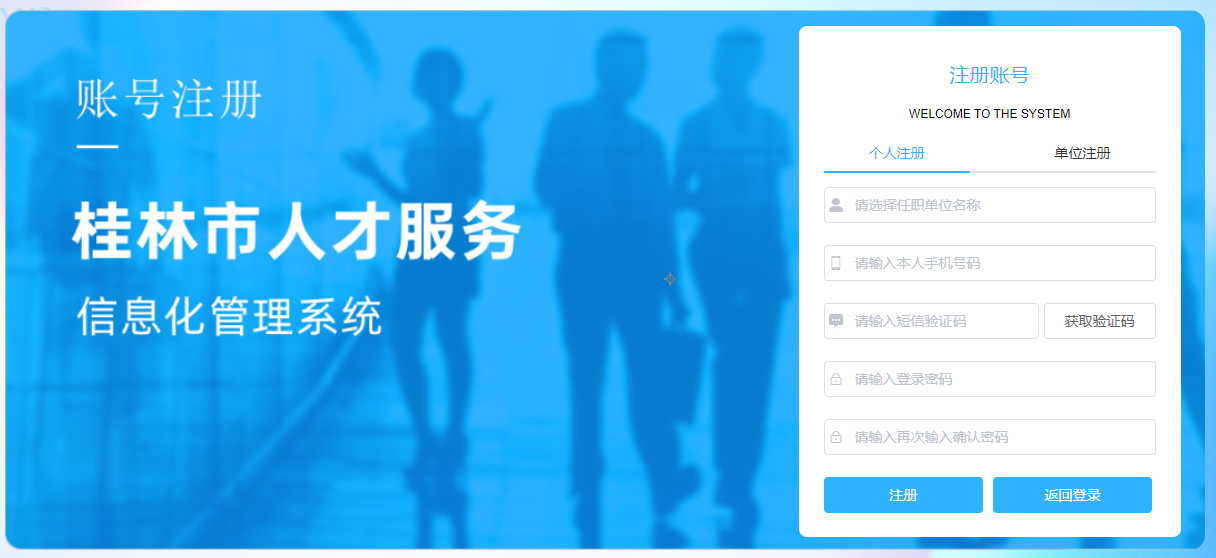 账号注册
桂林市人才服务
信息化管理系统
注册账号
WELCOME TO THE SYSTEM
个人注册 单位注册
请选择任职单位名称
请输入本人手机号码
请输入短信验证码 获取验证码
请输入登录密码
请输入再次输入确认密码
注册 返回登录